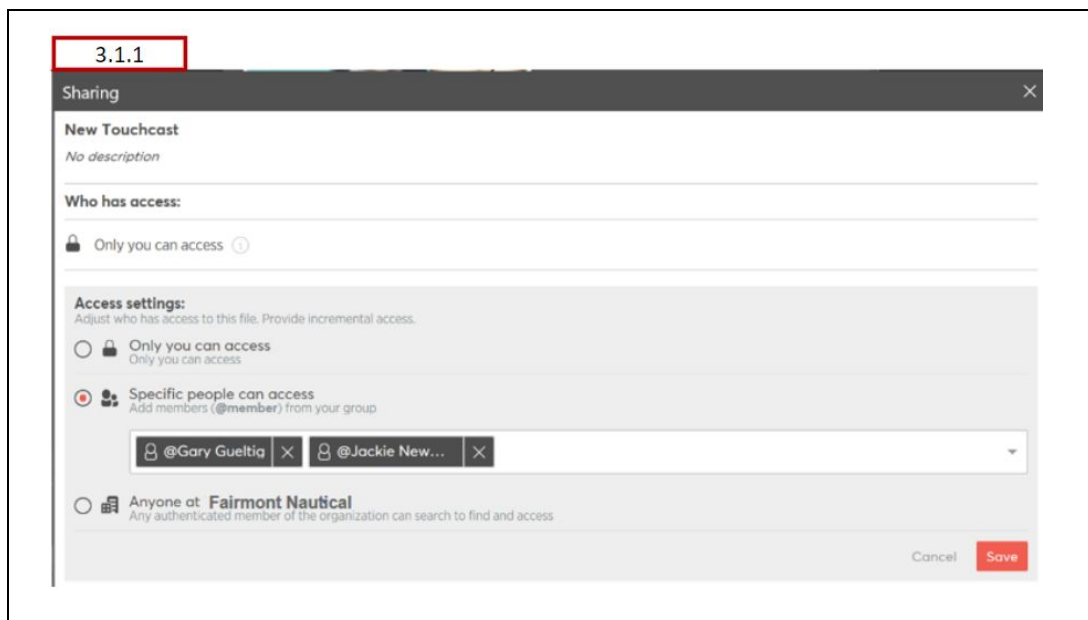 3.1.1
Sharing
New Touchcast
No description
Who has access:
Only you can access
Access settings:
Adjust who has access to this file. Provide incremental access.
Only you can access
Only you can access
Specific people can access
Add members (@member) from your group
@Gary Gueltig @Jackie New...
Anyone at Fairmont Nautical
Any authenticated member of the organization can search to find and access
Cancel Save